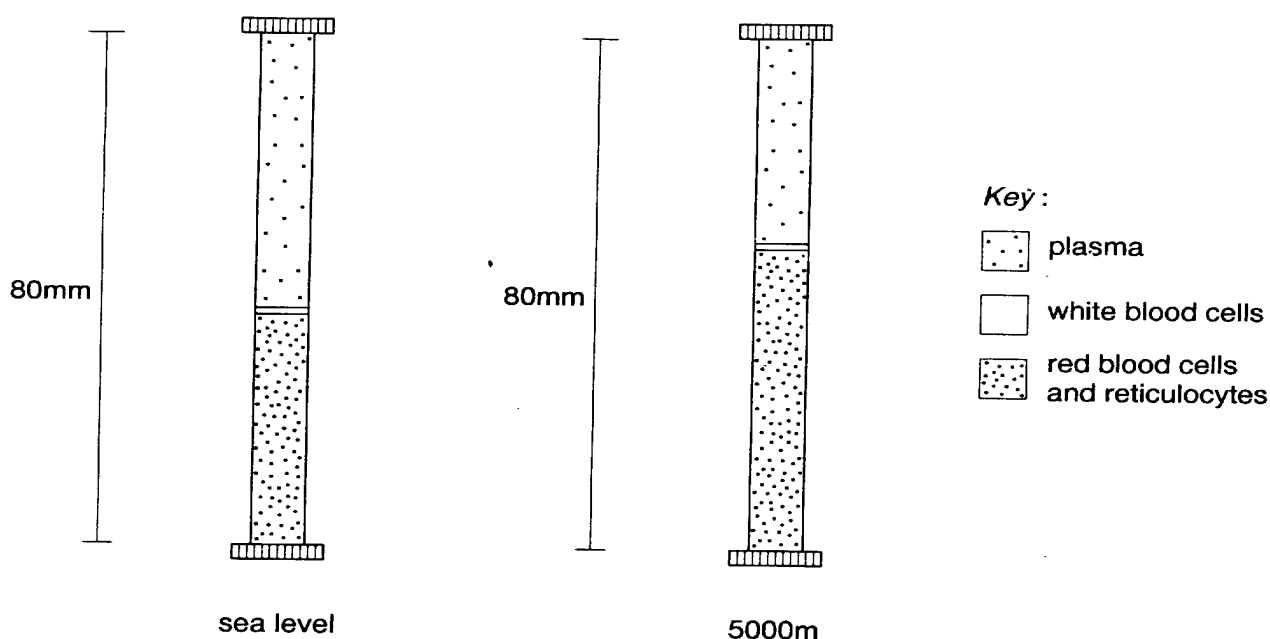 80mm
sea level
80mm
5000m
Key :
plasma
white blood cells
red blood cells
and reticulocytes